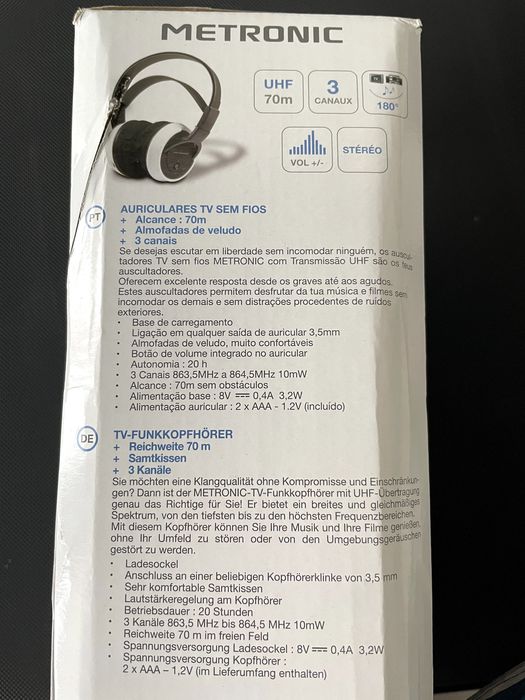 METRONIC
UHF
70m
3
CANAUX
180°
VOL +/-
STÉRÉO
PT
AURICULARES TV SEM FIOS
+ Alcance : 70m
+ Almofadas de veludo
+ 3 canais
Se desejas escutar em liberdade sem incomodar ninguém, os auscul-
tadores TV sem fios METRONIC com Transmissão UHF são os teus
auscultadores.
Oferecem excelente resposta desde os graves até aos agudos.
Estes auscultadores permitem desfrutar da tua música e filmes sem
incomodar os demais e sem distrações procedentes de ruídos
exteriores.
· Base de carregamento
· Ligação em qualquer saída de auricular 3,5mm
· Almofadas de veludo, muito confortáveis
· Botão de volume integrado no auricular
· Autonomia : 20 h
· 3 Canais 863,5MHz a 864,5MHz 10mW
· Alcance : 70m sem obstáculos
· Alimentação base : 8V ⎓ 0,4A 3,2W
· Alimentação auricular : 2 x AAA - 1.2V (incluído)
DE
TV-FUNKKOPFHÖRER
+ Reichweite 70 m
+ Samtkissen
+ 3 Kanäle
Sie möchten eine Klangqualität ohne Kompromisse und Einschränkun-
gen? Dann ist der METRONIC-TV-Funkkopfhörer mit UHF-Übertragung
genau das Richtige für Sie! Er bietet ein breites und gleichmäßiges
Spektrum, von den tiefsten bis zu den höchsten Frequenzbereichen.
Mit diesem Kopfhörer können Sie Ihre Musik und Ihre Filme genießen,
ohne Ihr Umfeld zu stören oder von den Umgebungsgeräuschen
gestört zu werden.
· Ladesockel
· Anschluss an einer beliebigen Kopfhörerklinke von 3,5 mm
· Sehr komfortable Samtkissen
· Lautstärkeregelung am Kopfhörer
· Betriebsdauer : 20 Stunden
· 3 Kanäle 863,5 MHz bis 864,5 MHz 10mW
· Reichweite 70 m im freien Feld
· Spannungsversorgung Ladesockel : 8V ⎓ 0,4A 3,2W
· Spannungsversorgung Kopfhörer :
2 x AAA – 1,2V (im Lieferumfang enthalten)